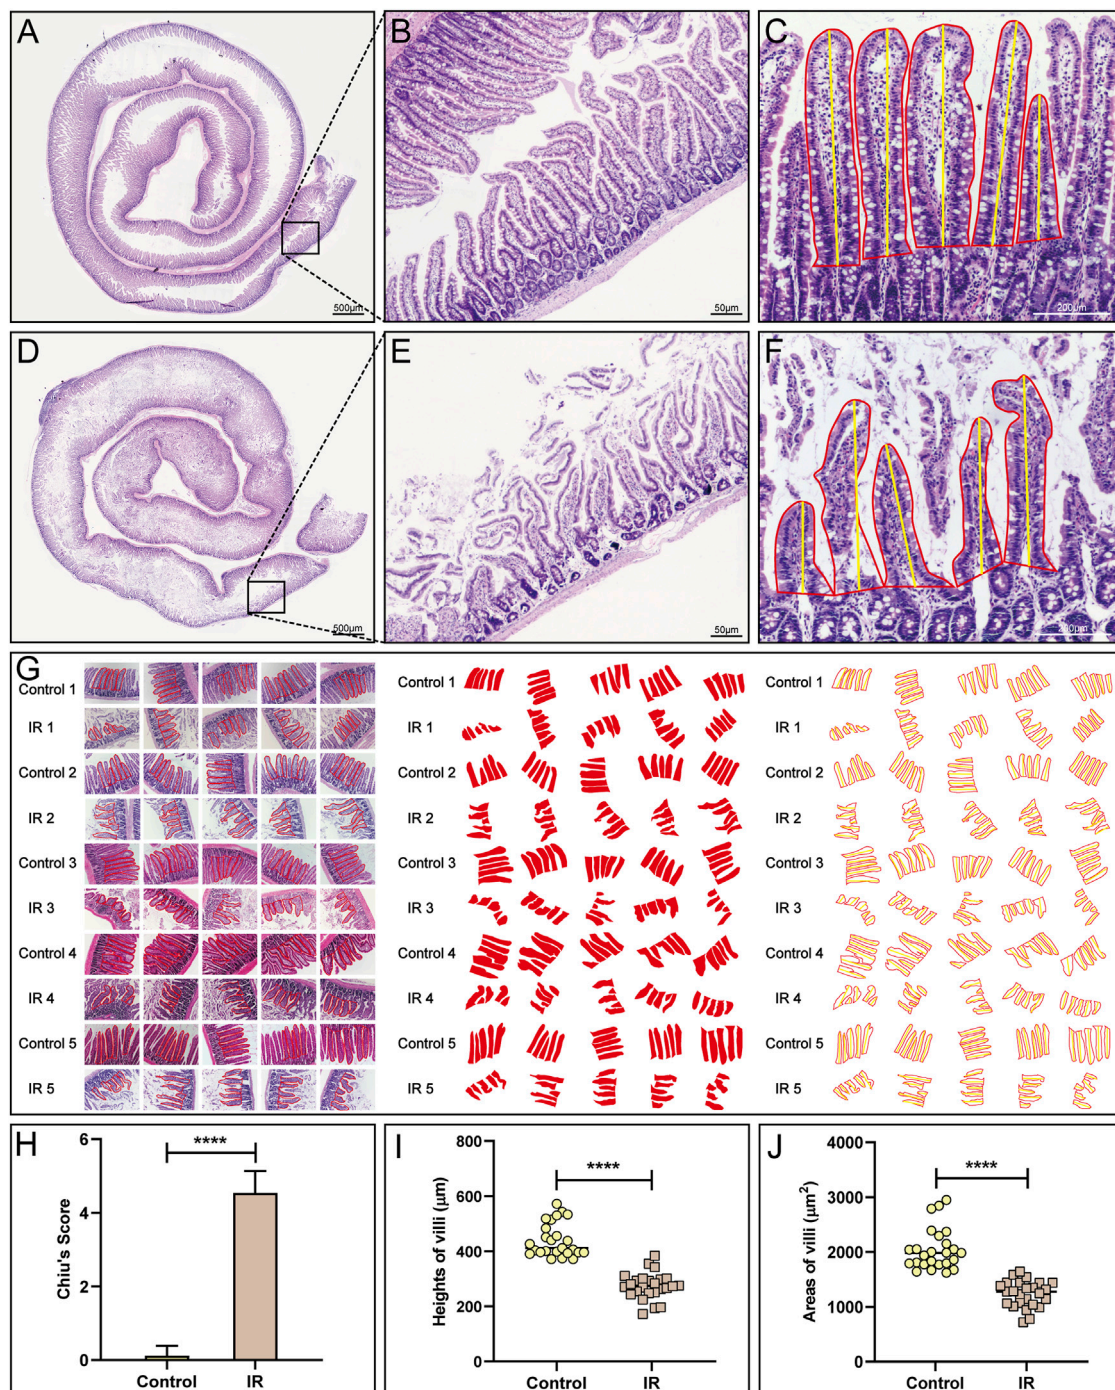 A
500μm
B
50μm
C
200μm
D
500μm
E
50μm
F
200μm
G
Control 1
IR 1
Control 2
IR 2
Control 3
IR 3
Control 4
IR 4
Control 5
IR 5
Control 1
IR 1
Control 2
IR 2
Control 3
IR 3
Control 4
IR 4
Control 5
IR 5
Control 1
IR 1
Control 2
IR 2
Control 3
IR 3
Control 4
IR 4
Control 5
IR 5
H
Chiu's Score
6
4
2
0
****
Control IR
I
Heights of villi (μm)
800
600
400
200
0
****
Control IR
J
Areas of villi (μm²)
4000
3000
2000
1000
0
****
Control IR